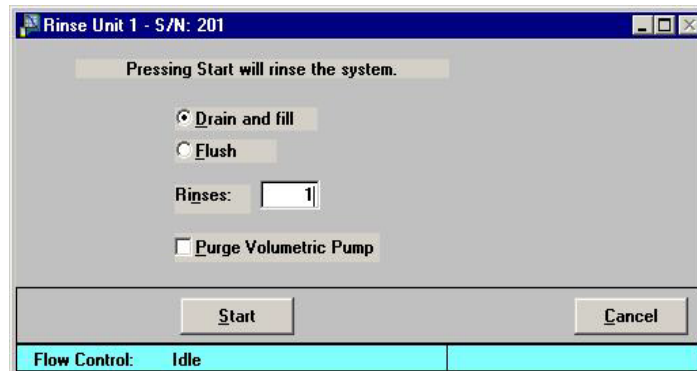 Rinse Unit 1 - S/N: 201
Pressing Start will rinse the system.
Drain and fill
Flush
Rinses: 1
Purge Volumetric Pump
Start Cancel
Flow Control: Idle